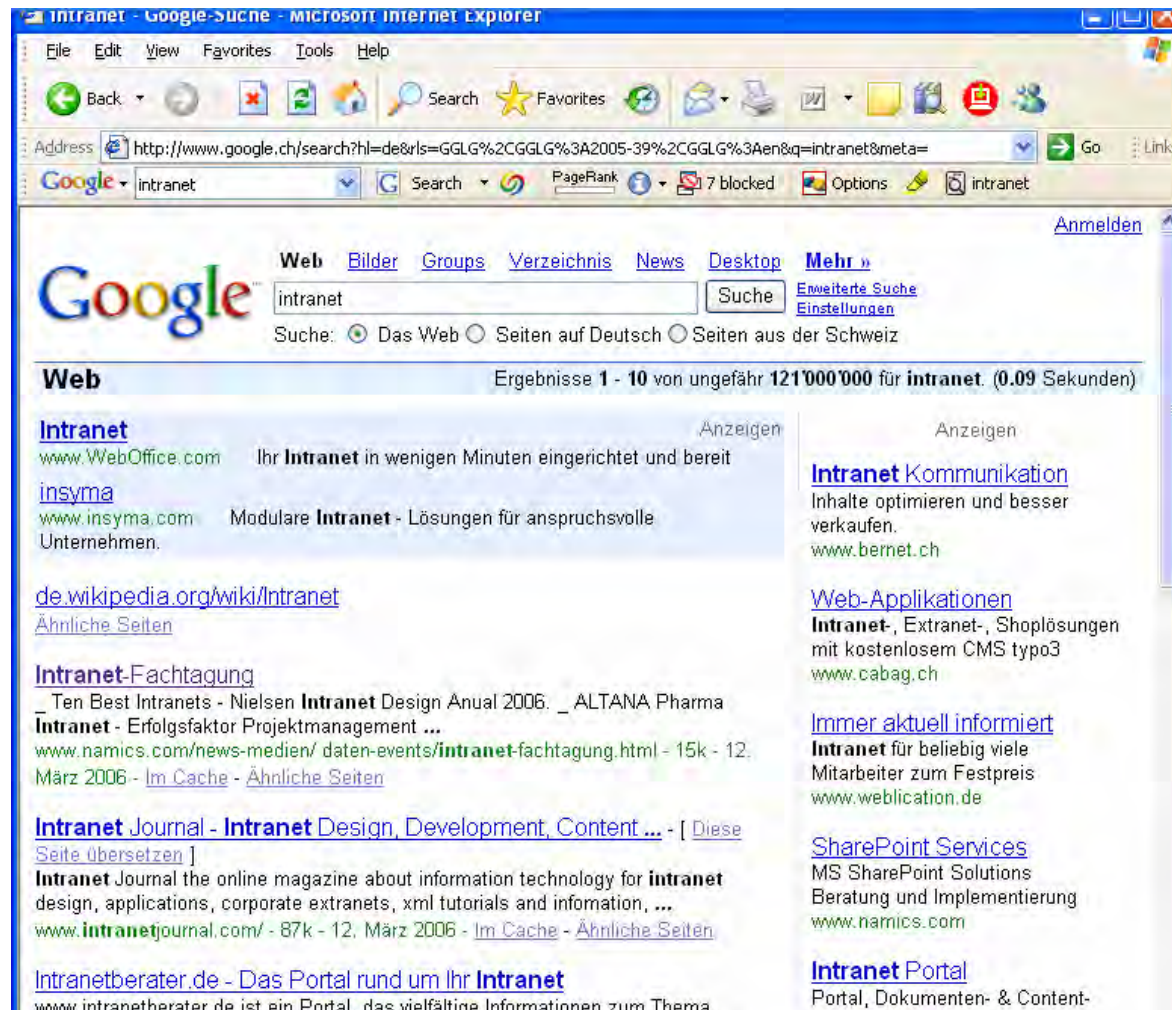 Intranet - Google-Suche - Microsoft Internet Explorer
File Edit View Favorites Tools Help
Back Search Favorites
Address http://www.google.ch/search?hl=de&rls=GGLG%2CGGLG%3A2005-39%2CGGLG%3Aen&q=intranet&meta= Go Link
Google intranet Search PageRank 7 blocked Options intranet
Anmelden
Web Bilder Groups Verzeichnis News Desktop Mehr »
Google intranet Suche Erweiterte Suche
Einstellungen
Suche: Das Web Seiten auf Deutsch Seiten aus der Schweiz
Web Ergebnisse 1 - 10 von ungefähr 121'000'000 für intranet. (0.09 Sekunden)
Intranet Anzeigen
www.WebOffice.com Ihr Intranet in wenigen Minuten eingerichtet und bereit
insyma
www.insyma.com Modulare Intranet - Lösungen für anspruchsvolle
Unternehmen.
de.wikipedia.org/wiki/Intranet
Ähnliche Seiten
Intranet-Fachtagung
_ Ten Best Intranets - Nielsen Intranet Design Anual 2006. _ ALTANA Pharma
Intranet - Erfolgsfaktor Projektmanagement ...
www.namics.com/news-medien/ daten-events/intranet-fachtagung.html - 15k - 12.
März 2006 - Im Cache - Ähnliche Seiten
Intranet Journal - Intranet Design, Development, Content ... - [ Diese
Seite übersetzen ]
Intranet Journal the online magazine about information technology for intranet
design, applications, corporate extranets, xml tutorials and infomation, ...
www.intranetjournal.com/ - 87k - 12. März 2006 - Im Cache - Ähnliche Seiten
Intranetberater.de - Das Portal rund um Ihr Intranet
www.intranetberater.de ist ein Portal, das vielfältige Informationen zum Thema
Anzeigen
Intranet Kommunikation
Inhalte optimieren und besser
verkaufen.
www.bernet.ch
Web-Applikationen
Intranet-, Extranet-, Shoplösungen
mit kostenlosem CMS typo3
www.cabag.ch
Immer aktuell informiert
Intranet für beliebig viele
Mitarbeiter zum Festpreis
www.weblication.de
SharePoint Services
MS SharePoint Solutions
Beratung und Implementierung
www.namics.com
Intranet Portal
Portal, Dokumenten- & Content-